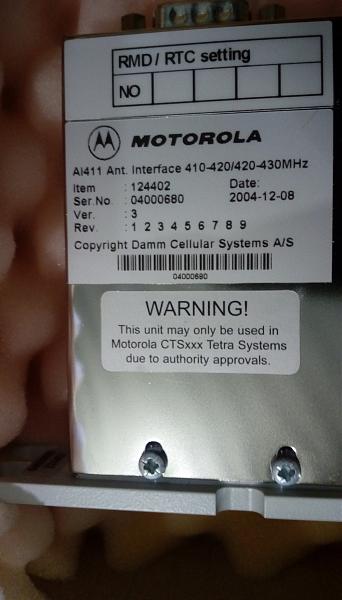 RMD / RTC setting
NO
MOTOROLA
AI411 Ant. Interface 410-420/420-430MHz
Item : 124402 Date:
Ser.No. : 04000680 2004-12-08
Ver. : 3
Rev. : 1 2 3 4 5 6 7 8 9
Copyright Damm Cellular Systems A/S
04000680
WARNING!
This unit may only be used in
Motorola CTSxxx Tetra Systems
due to authority approvals.